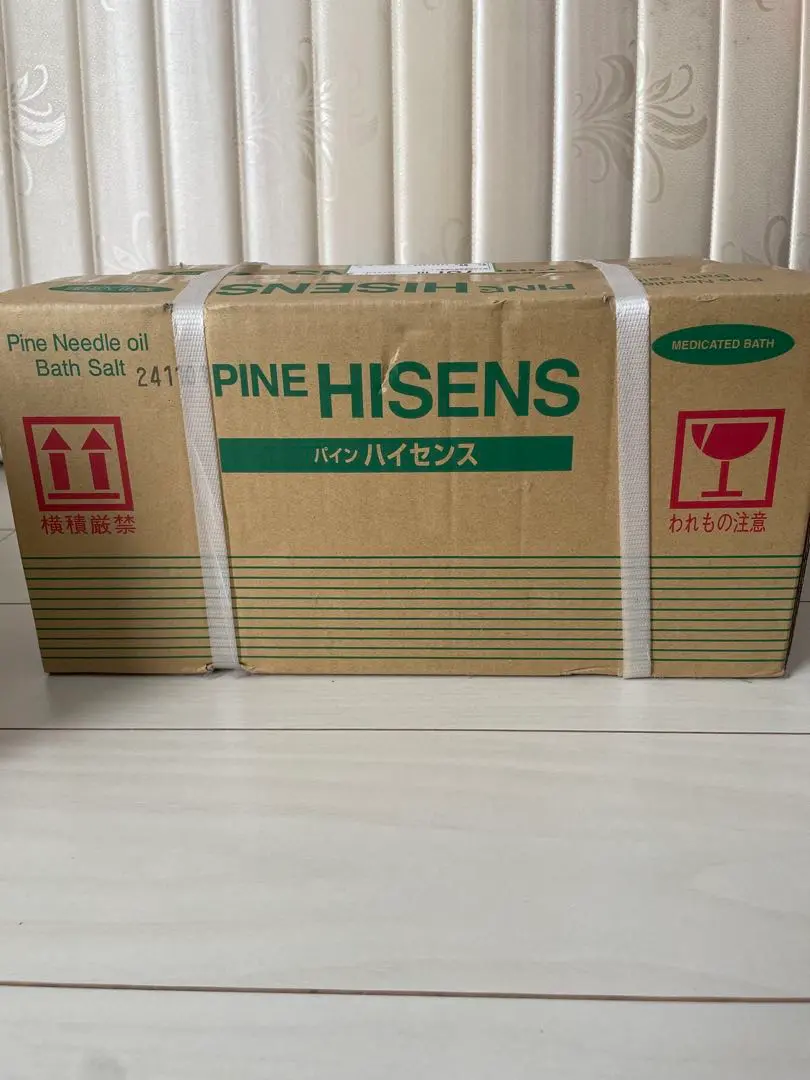 PINE HISENS
Pine Needle oil
Bath Salt
PINE HISENS
MEDICATED BATH
パイン ハイセンス
横積厳禁
われもの注意